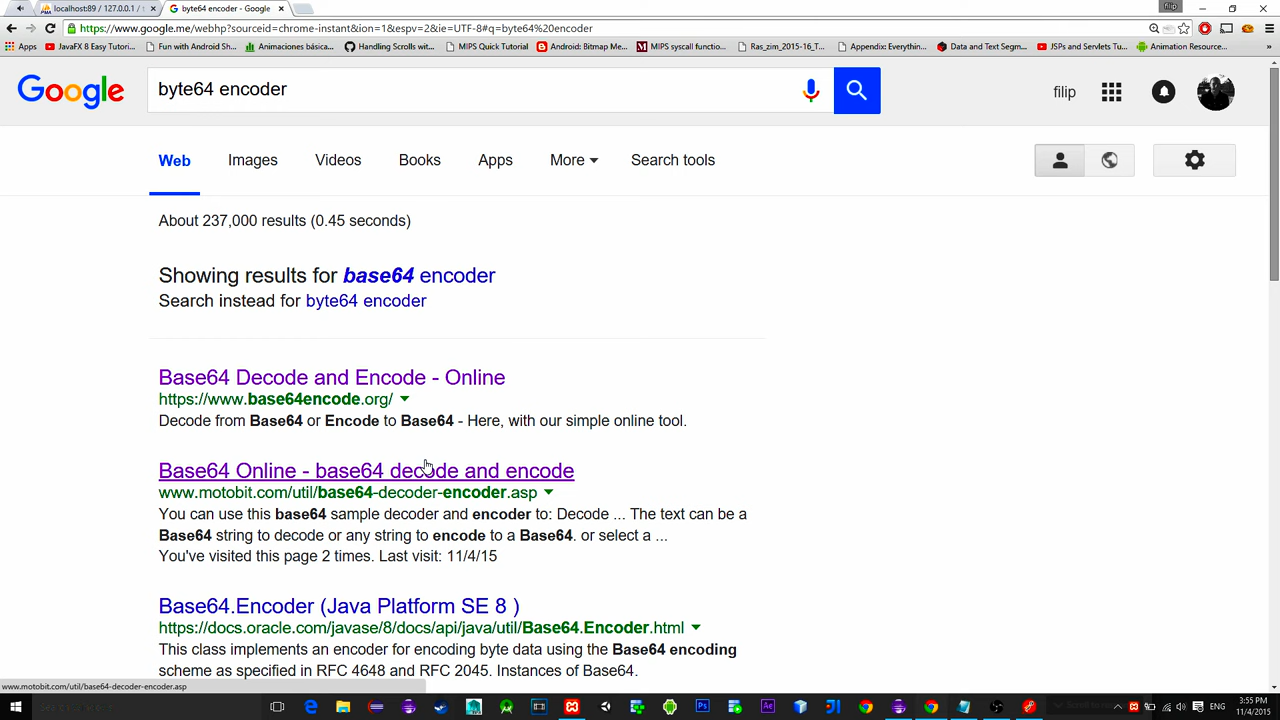 localhost:89 / 127.0.0.1 / t
byte64 encoder - Google
filip
https://www.google.me/webhp?sourceid=chrome-instant&ion=1&espv=2&ie=UTF-8#q=byte64%20encoder
Apps
JavaFX 8 Easy Tutori...
Fun with Android Sh...
Animaciones básica...
Handling Scrolls wit...
MIPS Quick Tutorial
Android: Bitmap Me...
MIPS syscall functio...
Ras_zim_2015-16_T...
Appendix: Everythin...
Data and Text Segm...
JSPs and Servlets Tu...
Animation Resource...
Google
byte64 encoder
filip
Web Images Videos Books Apps More Search tools
About 237,000 results (0.45 seconds)
Showing results for base64 encoder
Search instead for byte64 encoder
Base64 Decode and Encode - Online
https://www.base64encode.org/
Decode from Base64 or Encode to Base64 - Here, with our simple online tool.
Base64 Online - base64 decode and encode
www.motobit.com/util/base64-decoder-encoder.asp
You can use this base64 sample decoder and encoder to: Decode ... The text can be a
Base64 string to decode or any string to encode to a Base64. or select a ...
You've visited this page 2 times. Last visit: 11/4/15
Base64.Encoder (Java Platform SE 8 )
https://docs.oracle.com/javase/8/docs/api/java/util/Base64.Encoder.html
This class implements an encoder for encoding byte data using the Base64 encoding
scheme as specified in RFC 4648 and RFC 2045. Instances of Base64.
www.motobit.com/util/base64-decoder-encoder.asp
ENG
3:55 PM
11/4/2015